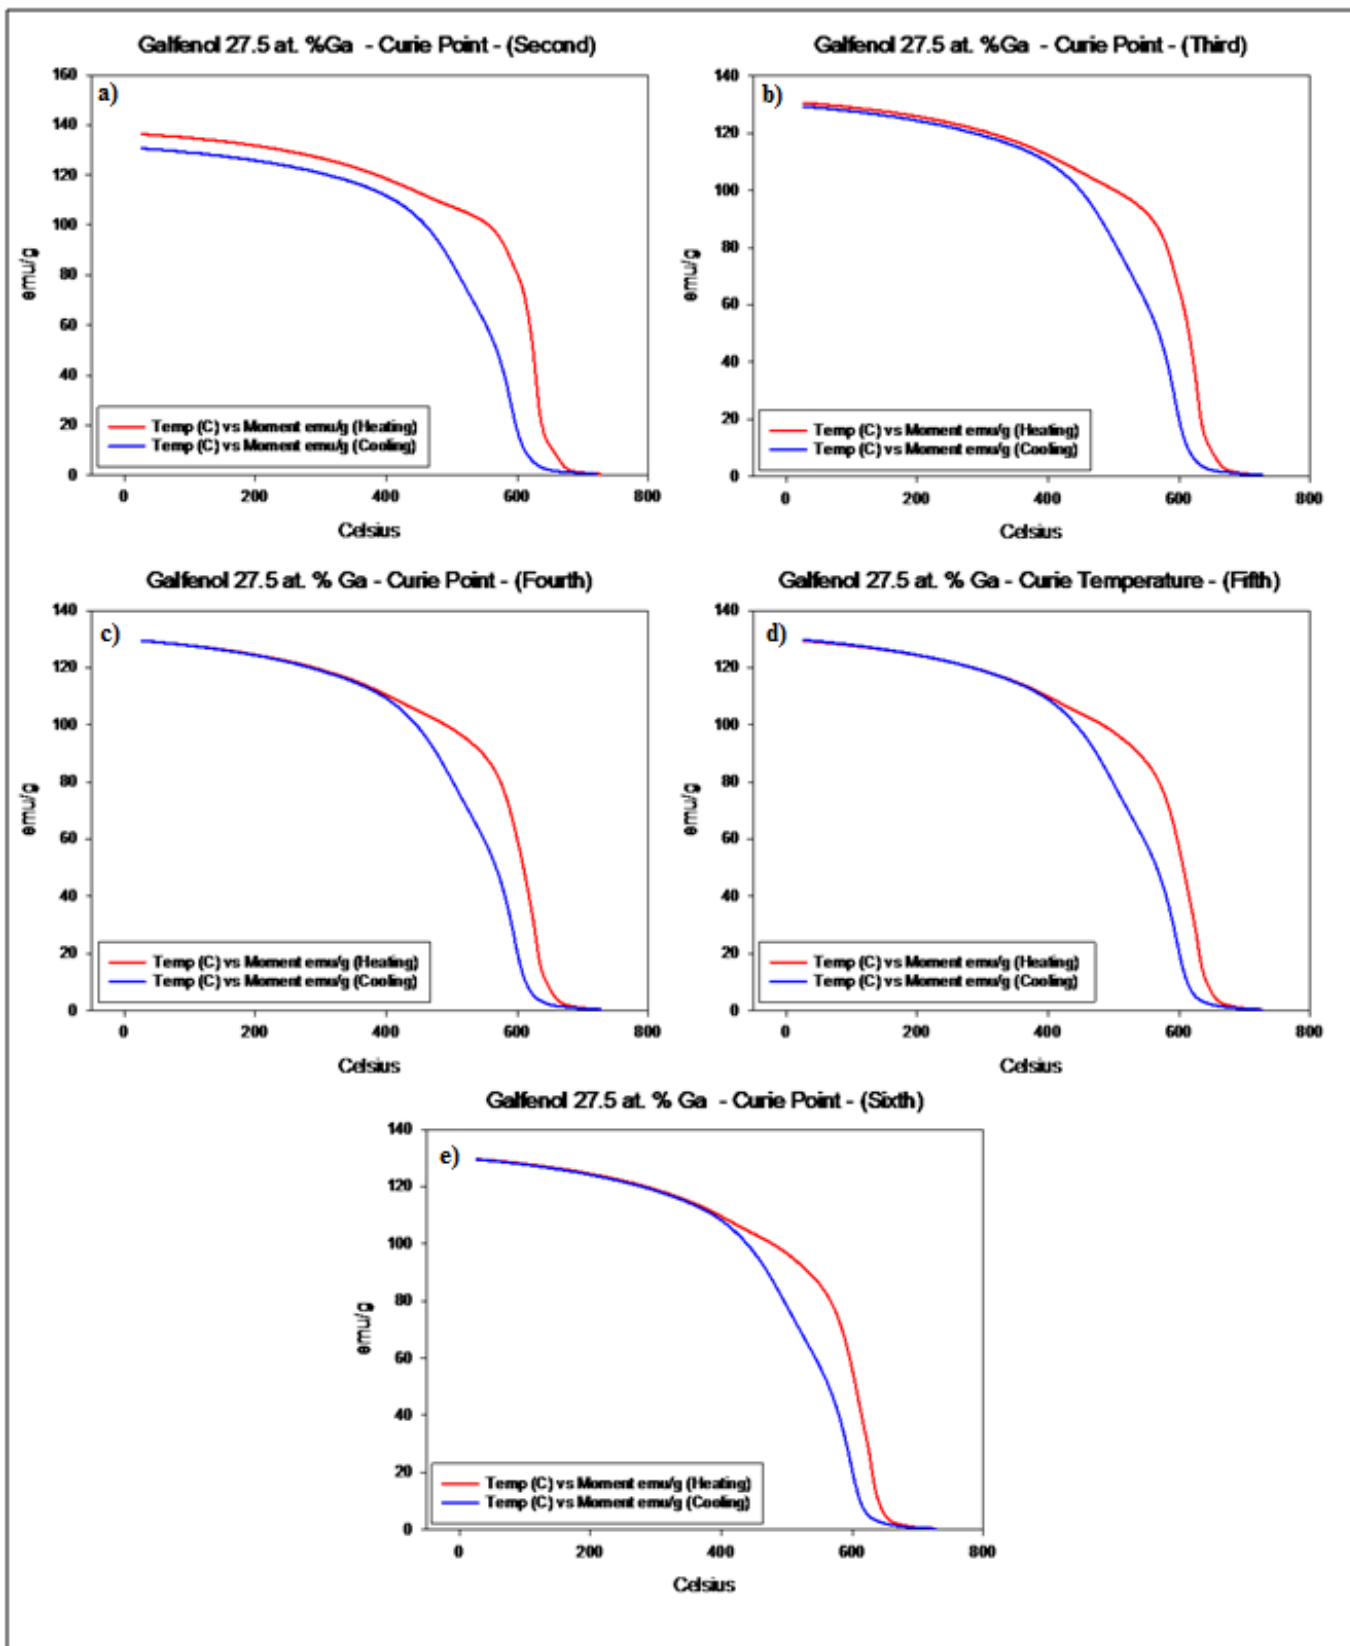 Galfenol 27.5 at. %Ga - Curie Point - (Second)
a)
160
140
120
100
80
60
40
20
0
emu/g
Temp (C) vs Moment emu/g (Heating)
Temp (C) vs Moment emu/g (Cooling)
0 200 400 600 800
Celsius
Galfenol 27.5 at. %Ga - Curie Point - (Third)
b)
140
120
100
80
60
40
20
0
emu/g
Temp (C) vs Moment emu/g (Heating)
Temp (C) vs Moment emu/g (Cooling)
0 200 400 600 800
Celsius
Galfenol 27.5 at. % Ga - Curie Point - (Fourth)
c)
140
120
100
80
60
40
20
0
emu/g
Temp (C) vs Moment emu/g (Heating)
Temp (C) vs Moment emu/g (Cooling)
0 200 400 600 800
Celsius
Galfenol 27.5 at. % Ga - Curie Temperature - (Fifth)
d)
140
120
100
80
60
40
20
0
emu/g
Temp (C) vs Moment emu/g (Heating)
Temp (C) vs Moment emu/g (Cooling)
0 200 400 600 800
Celsius
Galfenol 27.5 at. % Ga - Curie Point - (Sixth)
e)
140
120
100
80
60
40
20
0
emu/g
Temp (C) vs Moment emu/g (Heating)
Temp (C) vs Moment emu/g (Cooling)
0 200 400 600 800
Celsius